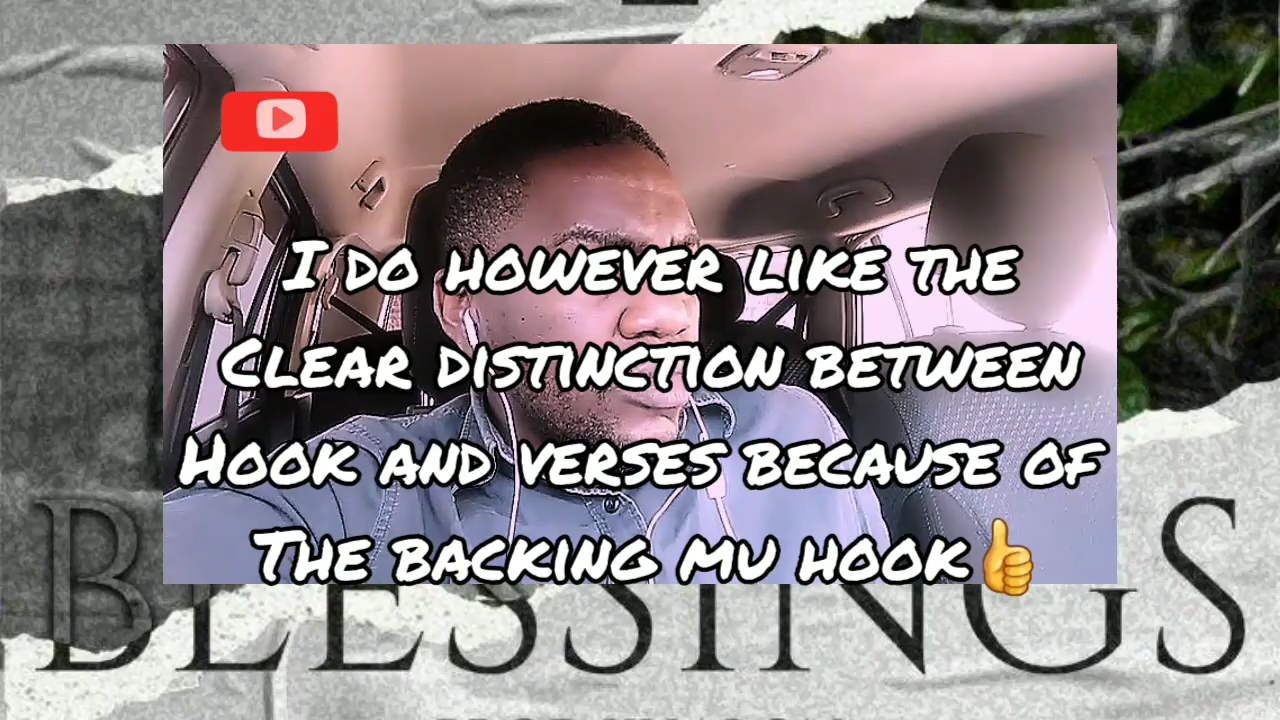 I DO HOWEVER LIKE THE
CLEAR DISTINCTION BETWEEN
HOOK AND VERSES BECAUSE OF
THE BACKING MU HOOK👍
BLESSINGS